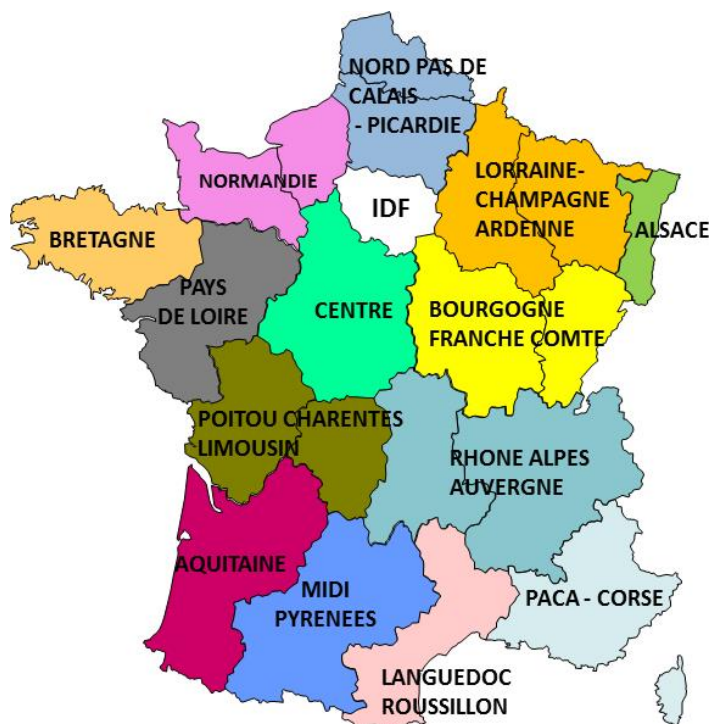 NORD PAS DE
CALAIS
- PICARDIE
NORMANDIE
IDF
LORRAINE-
CHAMPAGNE
ARDENNE
ALSACE
BRETAGNE
PAYS
DE LOIRE
CENTRE
BOURGOGNE
FRANCHE COMTE
POITOU CHARENTES
LIMOUSIN
RHONE ALPES
AUVERGNE
AQUITAINE
MIDI
PYRENEES
PACA - CORSE
LANGUEDOC
ROUSSILLON